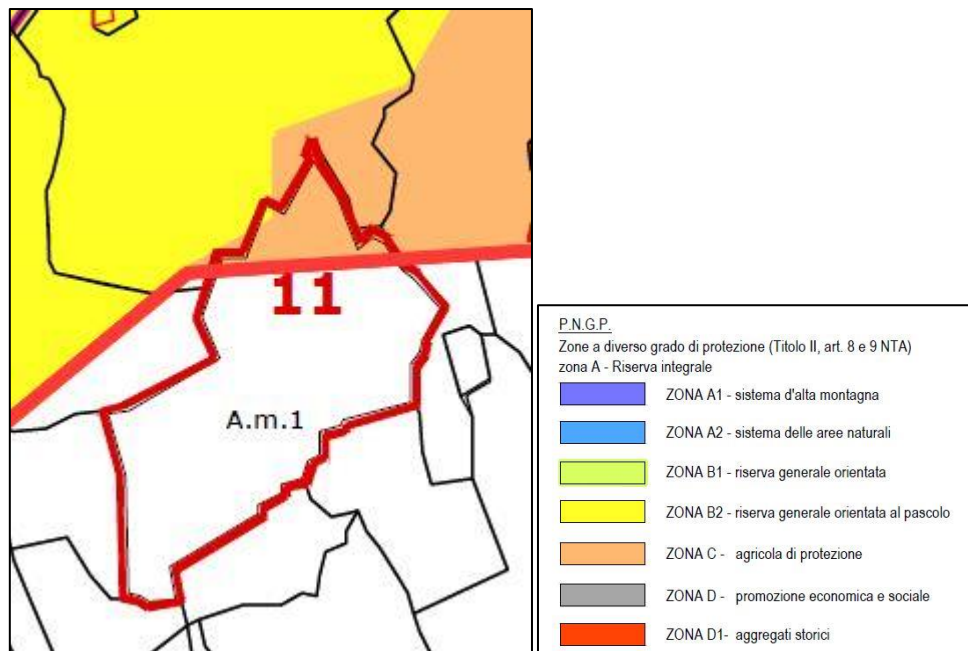 11
A.m.1
P.N.G.P.
Zone a diverso grado di protezione (Titolo II, art. 8 e 9 NTA)
zona A - Riserva integrale
ZONA A1 - sistema d'alta montagna
ZONA A2 - sistema delle aree naturali
ZONA B1 - riserva generale orientata
ZONA B2 - riserva generale orientata al pascolo
ZONA C - agricola di protezione
ZONA D - promozione economica e sociale
ZONA D1- aggregati storici